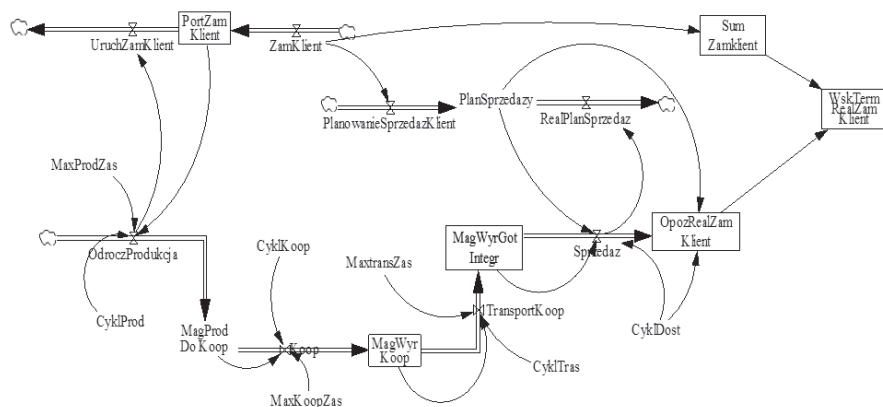 PortZam
Klient
UruchZamKlient
ZamKlient
Sum
Zamklient
PlanSprzedazy
PlanowanieSprzedazKlient
RealPlanSprzedaz
WskTerm
RealZam
Klient
MaxProdZas
OdroczProdukcja
CyklKoop
MagWyrGot
Integr
Sprzedaz
OpozRealZam
Klient
MaxtransZas
CyklProd
TransportKoop
CyklDost
MagProd
DoKoop
Koop
MagWyr
Koop
CyklTras
MaxKoopZas